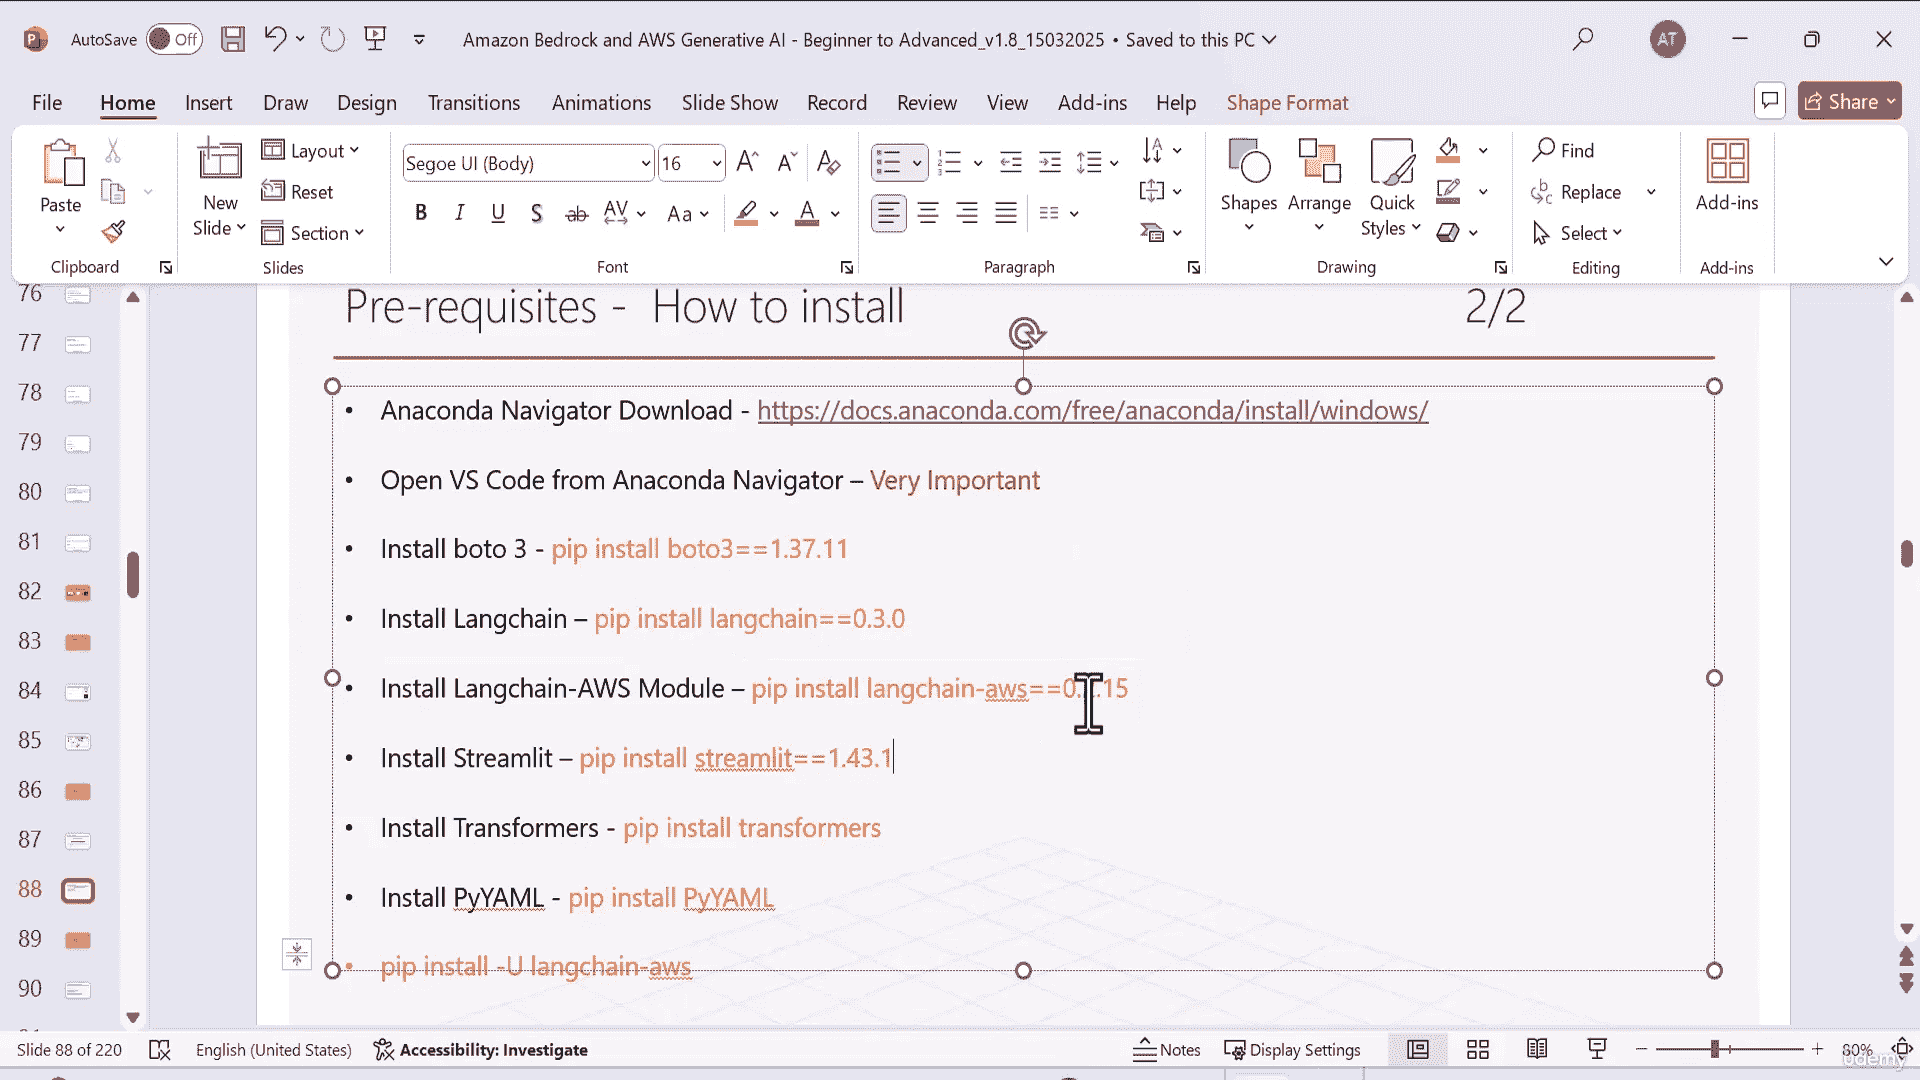 AutoSave Off Amazon Bedrock and AWS Generative AI - Beginner to Advanced_v1.8_15032025 • Saved to this PC AT
File Home Insert Draw Design Transitions Animations Slide Show Record Review View Add-ins Help Shape Format Share
Paste New Slide Layout Reset Section Segoe UI (Body) 16 Shapes Arrange Quick Styles Find Replace Select Add-ins
Clipboard Slides Font Paragraph Drawing Editing Add-ins
76
77
78
79
80
81
82
83
84
85
86
87
88
89
90
Pre-requisites - How to install 2/2
• Anaconda Navigator Download - https://docs.anaconda.com/free/anaconda/install/windows/
• Open VS Code from Anaconda Navigator – Very Important
• Install boto 3 - pip install boto3==1.37.11
• Install Langchain – pip install langchain==0.3.0
• Install Langchain-AWS Module – pip install
• Install Streamlit – pip install streamlit==1.43.1
• Install Transformers - pip install transformers
• Install PyYAML - pip install PyYAML
• pip install -U langchain-aws
Slide 88 of 220 English (United States) Accessibility: Investigate Notes Display Settings 80%
udemy